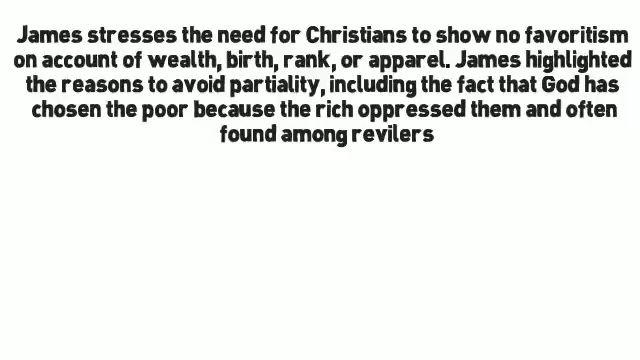 James stresses the need for Christians to show no favoritism
on account of wealth, birth, rank, or apparel. James highlighted
the reasons to avoid partiality, including the fact that God has
chosen the poor because the rich oppressed them and often
found among revilers